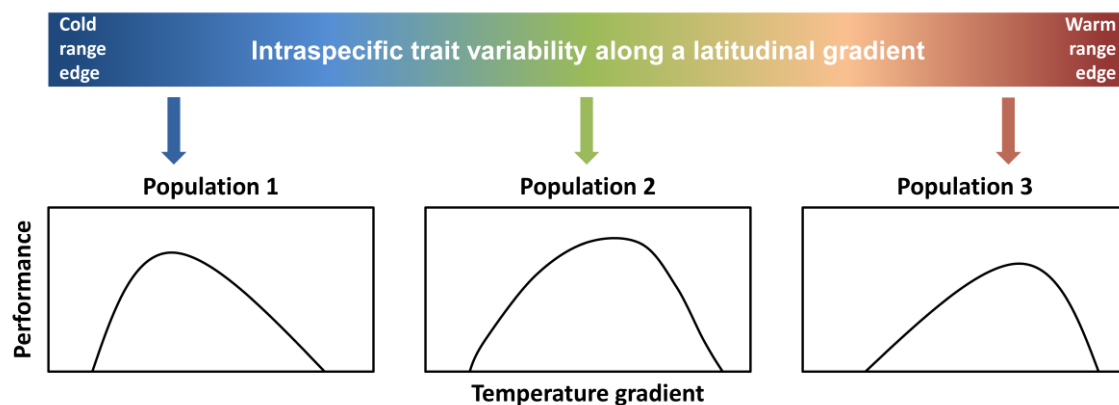 Cold
range
edge
Intraspecific trait variability along a latitudinal gradient
Warm
range
edge
Population 1
Population 2
Population 3
Performance
Temperature gradient